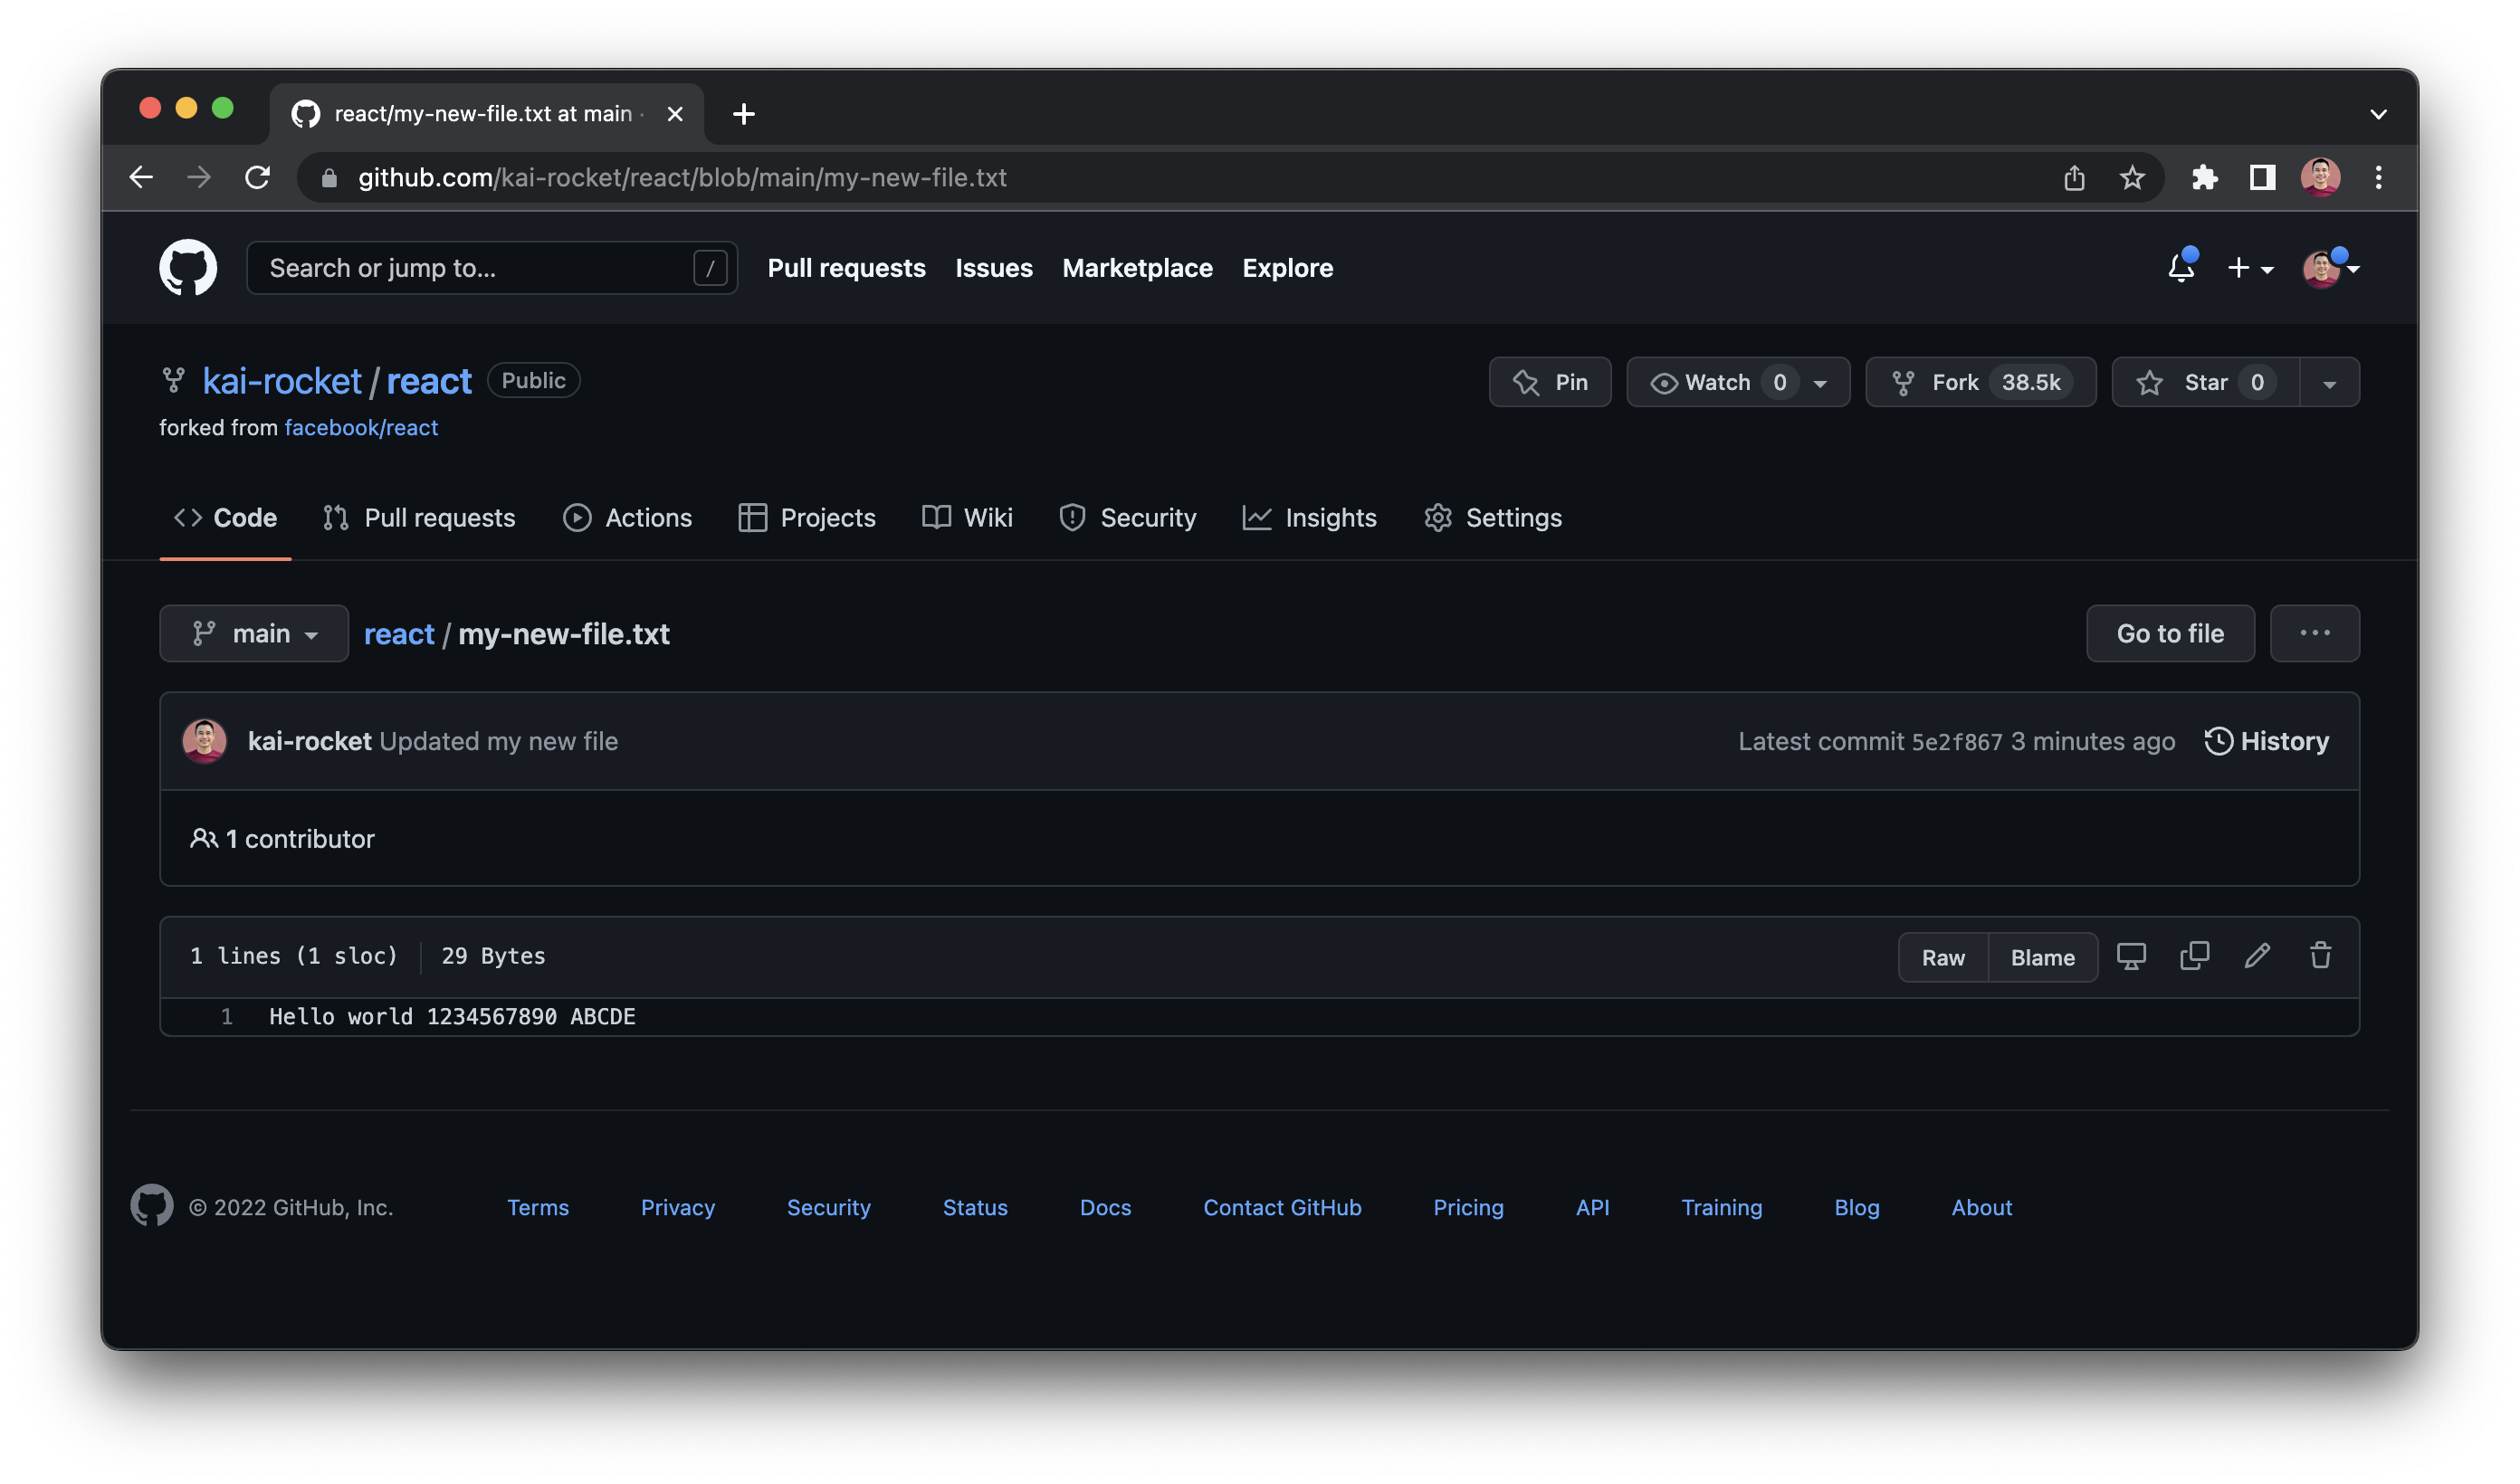 react/my-new-file.txt at main ·
github.com/kai-rocket/react/blob/main/my-new-file.txt
Search or jump to... / Pull requests Issues Marketplace Explore
kai-rocket / react Public Pin Watch 0 Fork 38.5k Star 0
forked from facebook/react
Code Pull requests Actions Projects Wiki Security Insights Settings
main react / my-new-file.txt Go to file ...
kai-rocket Updated my new file Latest commit 5e2f867 3 minutes ago History
1 contributor
1 lines (1 sloc) 29 Bytes Raw Blame
1 Hello world 1234567890 ABCDE
© 2022 GitHub, Inc. Terms Privacy Security Status Docs Contact GitHub Pricing API Training Blog About